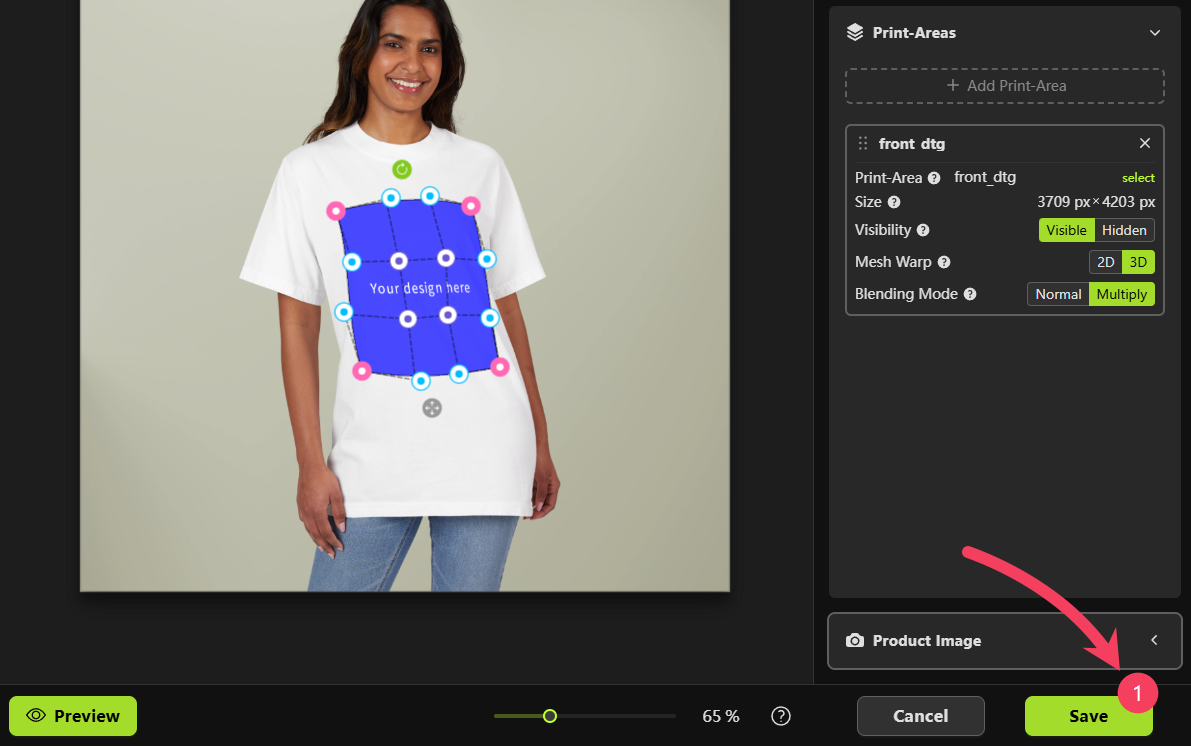 Print-Areas
Add Print-Area
front dtg
Print-Area ? front_dtg select
Size ? 3709 px × 4203 px
Visibility ? Visible Hidden
Mesh Warp ? 2D 3D
Blending Mode ? Normal Multiply
Your design here
Product Image
1
Preview 65 % ? Cancel Save